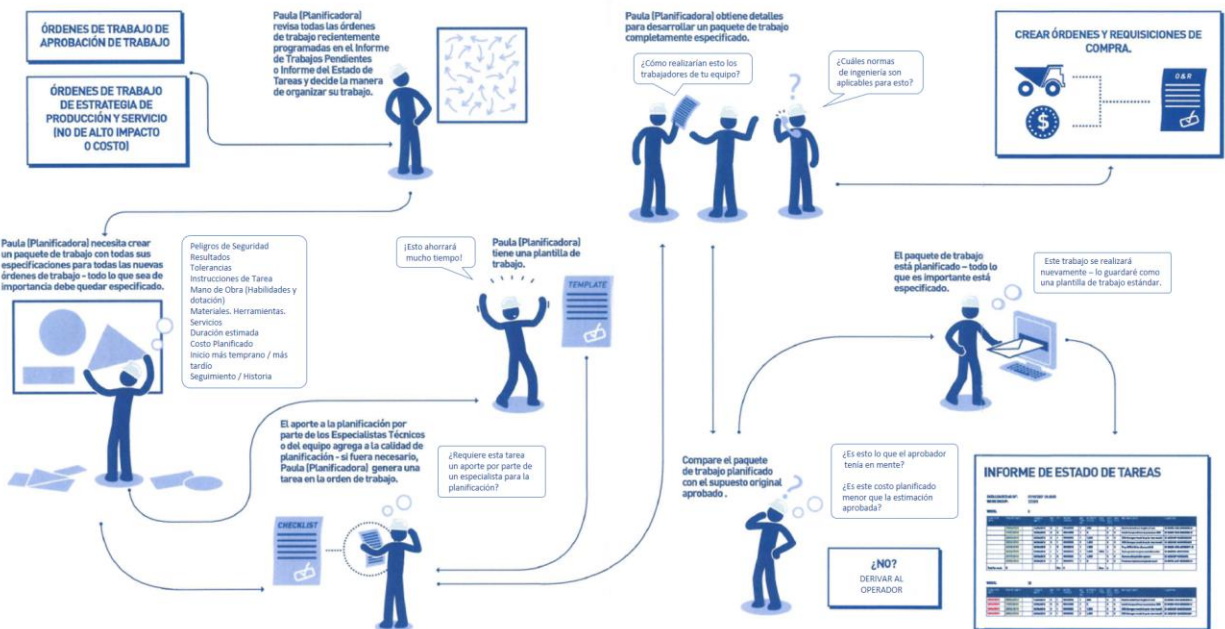 ÓRDENES DE TRABAJO DE
APROBACIÓN DE TRABAJO
ÓRDENES DE TRABAJO
DE ESTRATEGIA DE
PRODUCCIÓN Y SERVICIO
(NO DE ALTO IMPACTO
O COSTO)
Paula (Planificadora)
revisa todas las órdenes
de trabajo recientemente
programadas en el Informe
de Trabajos Pendientes
o Informe del Estado de
Tareas y decide la manera
de organizar su trabajo.
Paula (Planificadora) obtiene detalles
para desarrollar un paquete de trabajo
completamente especificado.
¿Cómo realizarían esto los
trabajadores de tu equipo?
¿Cuáles normas
de ingeniería son
aplicables para esto?
?
CREAR ÓRDENES Y REQUISICIONES DE
COMPRA.
O&R
$
Paula (Planificadora) necesita crear
un paquete de trabajo con todas sus
especificaciones para todas las nuevas
órdenes de trabajo - todo lo que sea de
importancia debe quedar especificado.
Peligros de Seguridad
Resultados
Tolerancias
Instrucciones de Tarea
Mano de Obra (Habilidades y
dotación)
Materiales. Herramientas.
Servicios
Duración estimada
Costo Planificado
Inicio más temprano / más
tardío
Seguimiento / Historia
¡Esto ahorrará
mucho tiempo!
Paula (Planificadora)
tiene una plantilla de
trabajo.
TEMPLATE
El paquete de trabajo
está planificado – todo lo
que es importante está
especificado.
Este trabajo se realizará
nuevamente – lo guardaré como
una plantilla de trabajo estándar.
El aporte a la planificación por
parte de los Especialistas Técnicos
o del equipo agrega a la calidad de
planificación - si fuera necesario,
Paula (Planificadora) genera una
tarea en la orden de trabajo.
¿Requiere esta tarea
un aporte por parte de
un especialista para la
planificación?
CHECKLIST
Compare el paquete
de trabajo planificado
con el supuesto original
aprobado .
?
¿Es esto lo que el aprobador
tenía en mente?
¿Es este costo planificado
menor que la estimación
aprobada?
¿NO?
DERIVAR AL
OPERADOR
INFORME DE ESTADO DE TAREAS